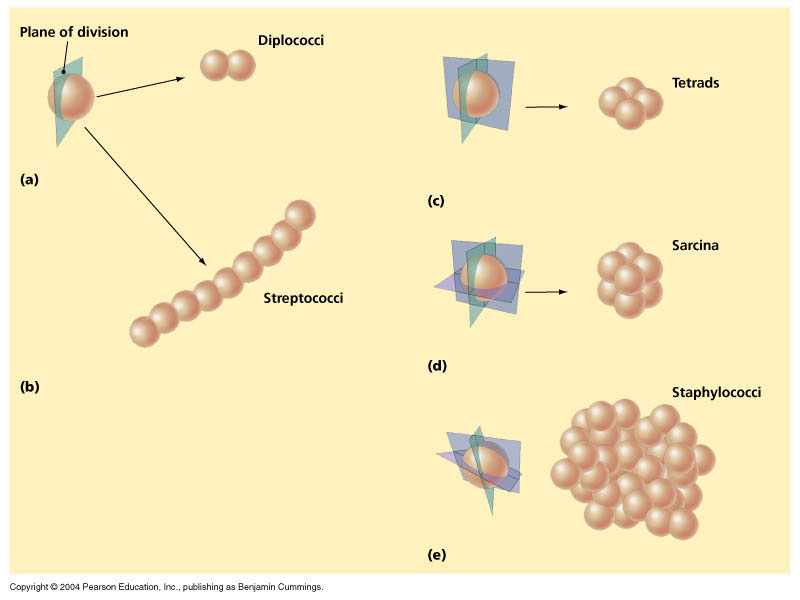 Plane of division
Diplococci
(a)
Streptococci
(b)
Tetrads
(c)
Sarcina
(d)
Staphylococci
(e)
Copyright © 2004 Pearson Education, Inc., publishing as Benjamin Cummings.